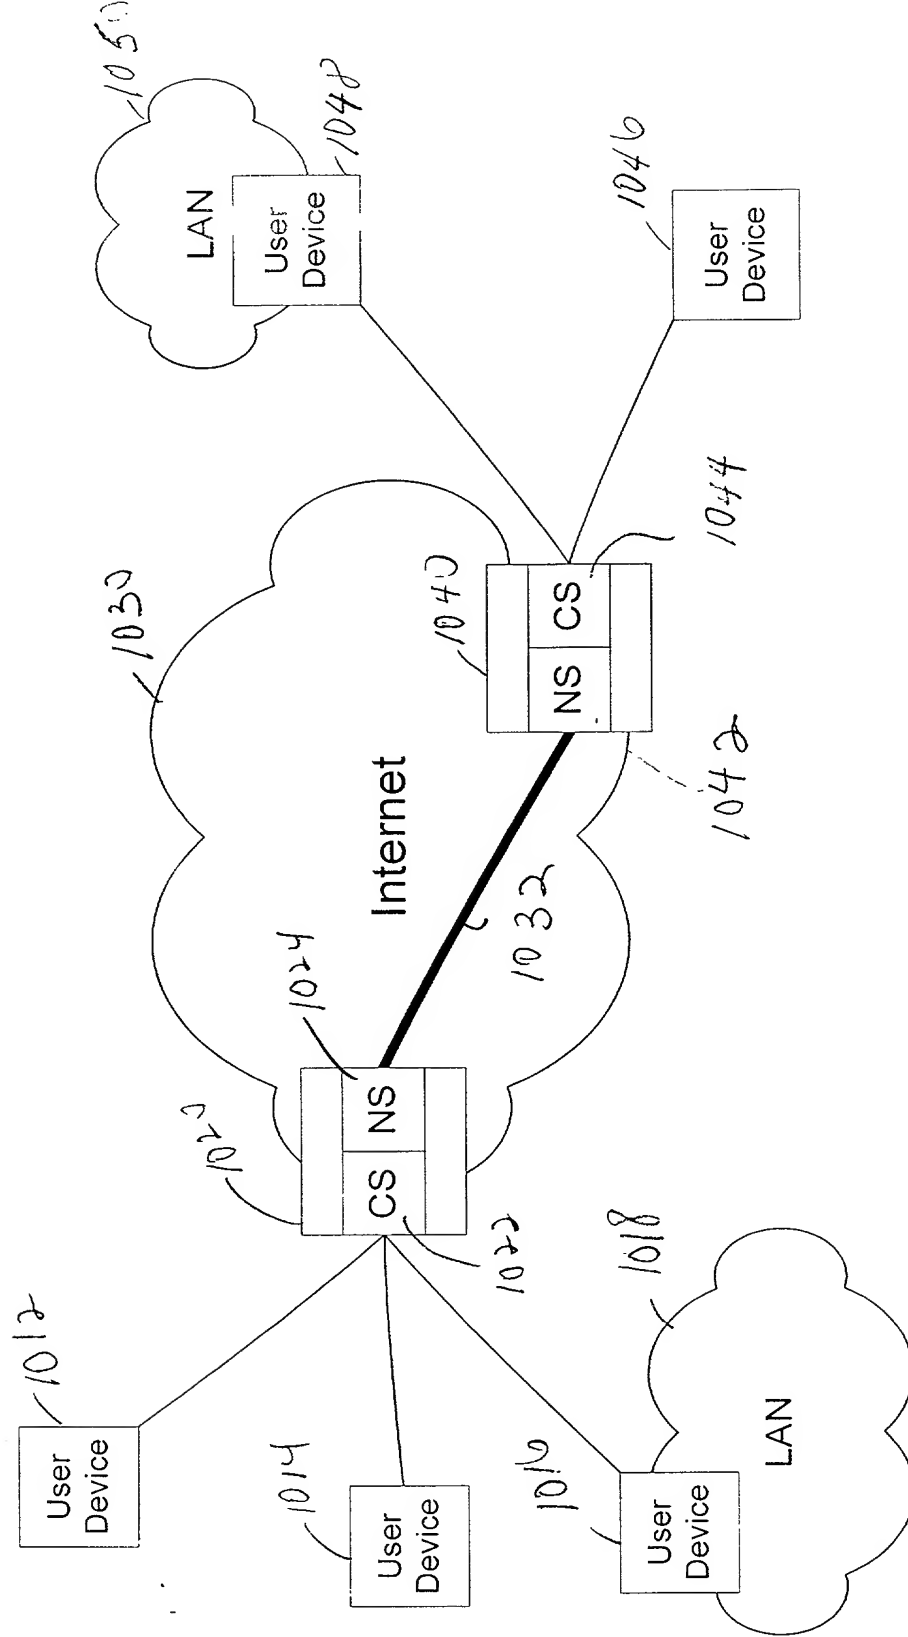 1012
User
Device
1014
User
Device
1016
User
Device
1018
LAN
1020
CS
NS
1022
1024
1030
Internet
1032
1040
NS
CS
1042
1044
1046
User
Device
1048
User
Device
LAN
1050